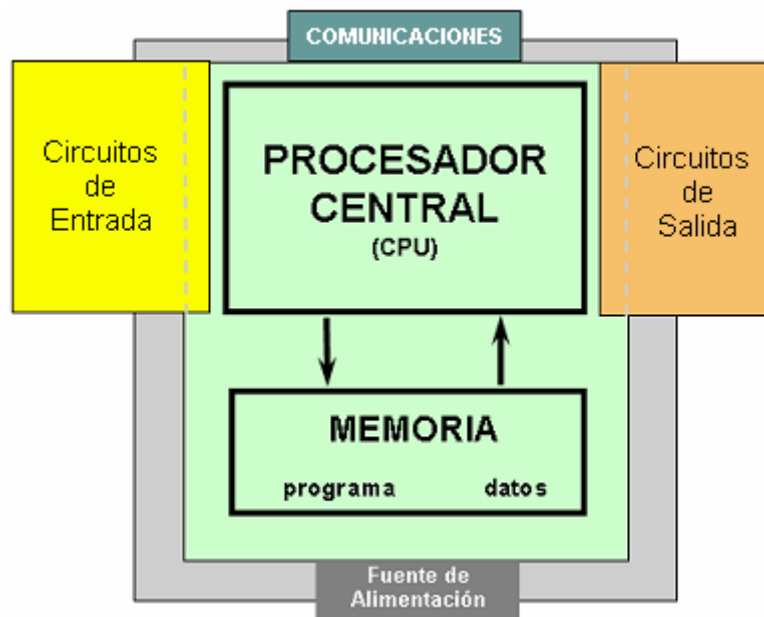 COMUNICACIONES
Circuitos
de
Entrada
PROCESADOR
CENTRAL
(CPU)
Circuitos
de
Salida
MEMORIA
programa datos
Fuente de
Alimentación